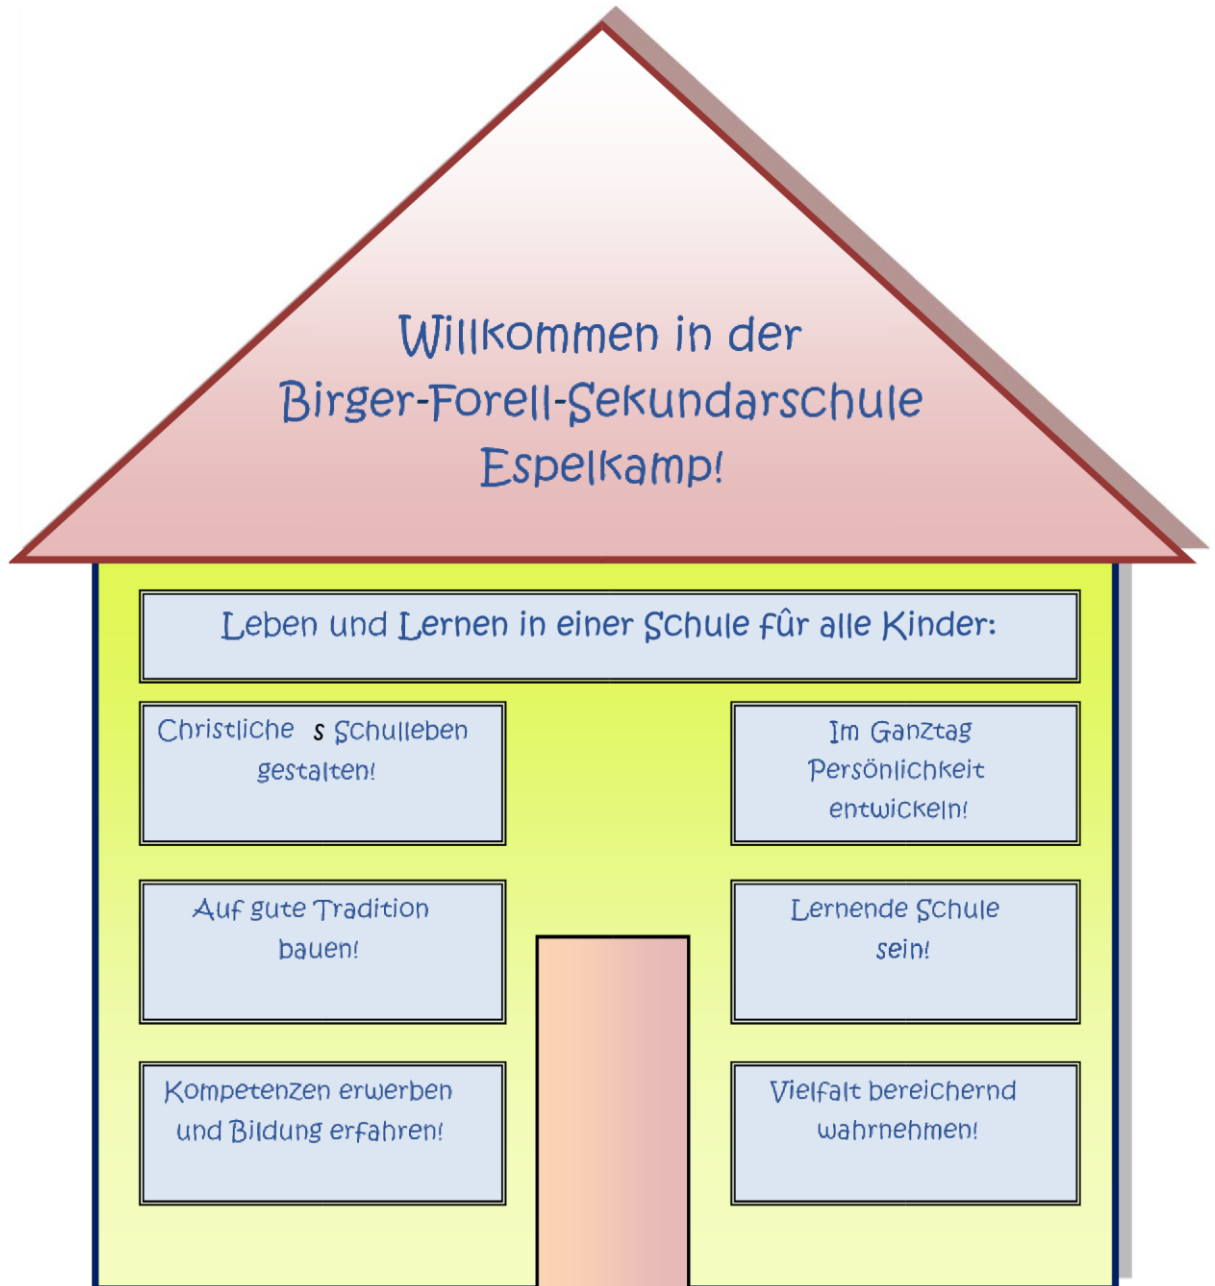 Willkommen in der
Birger-Forell-Sekundarschule
Espelkamp!
Leben und Lernen in einer Schule fûr alle Kinder:
Christliche s Schulleben
gestalten!
Im Ganztag
Persönlichkeit
entwickeln!
Auf gute Tradition
bauen!
Lernende Schule
sein!
Kompetenzen erwerben
und Bildung erfahren!
Vielfalt bereichernd
wahrnehmen!